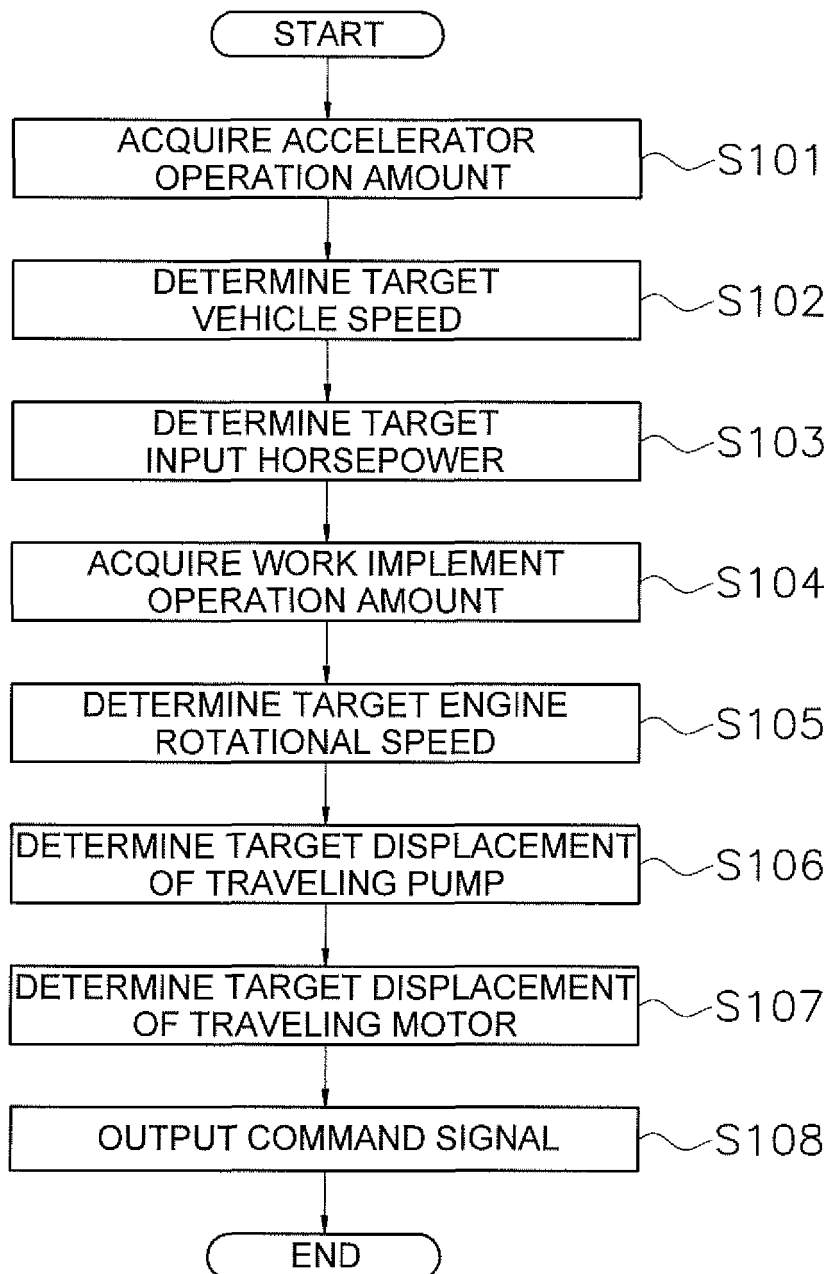 START
ACQUIRE ACCELERATOR
OPERATION AMOUNT
S101
DETERMINE TARGET
VEHICLE SPEED
S102
DETERMINE TARGET
INPUT HORSEPOWER
S103
ACQUIRE WORK IMPLEMENT
OPERATION AMOUNT
S104
DETERMINE TARGET ENGINE
ROTATIONAL SPEED
S105
DETERMINE TARGET DISPLACEMENT
OF TRAVELING PUMP
S106
DETERMINE TARGET DISPLACEMENT
OF TRAVELING MOTOR
S107
OUTPUT COMMAND SIGNAL
S108
END